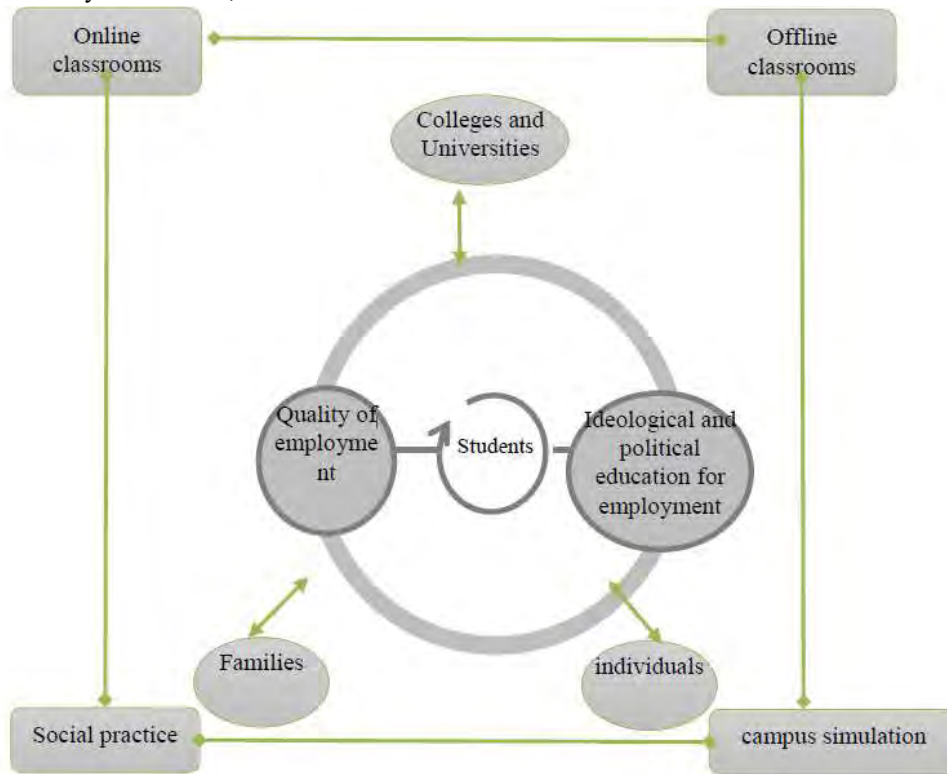 Online
classrooms
Offline
classrooms
Colleges and
Universities
Quality of
employme
nt
Students
Ideological and
political
education for
employment
Families
individuals
Social practice
campus simulation